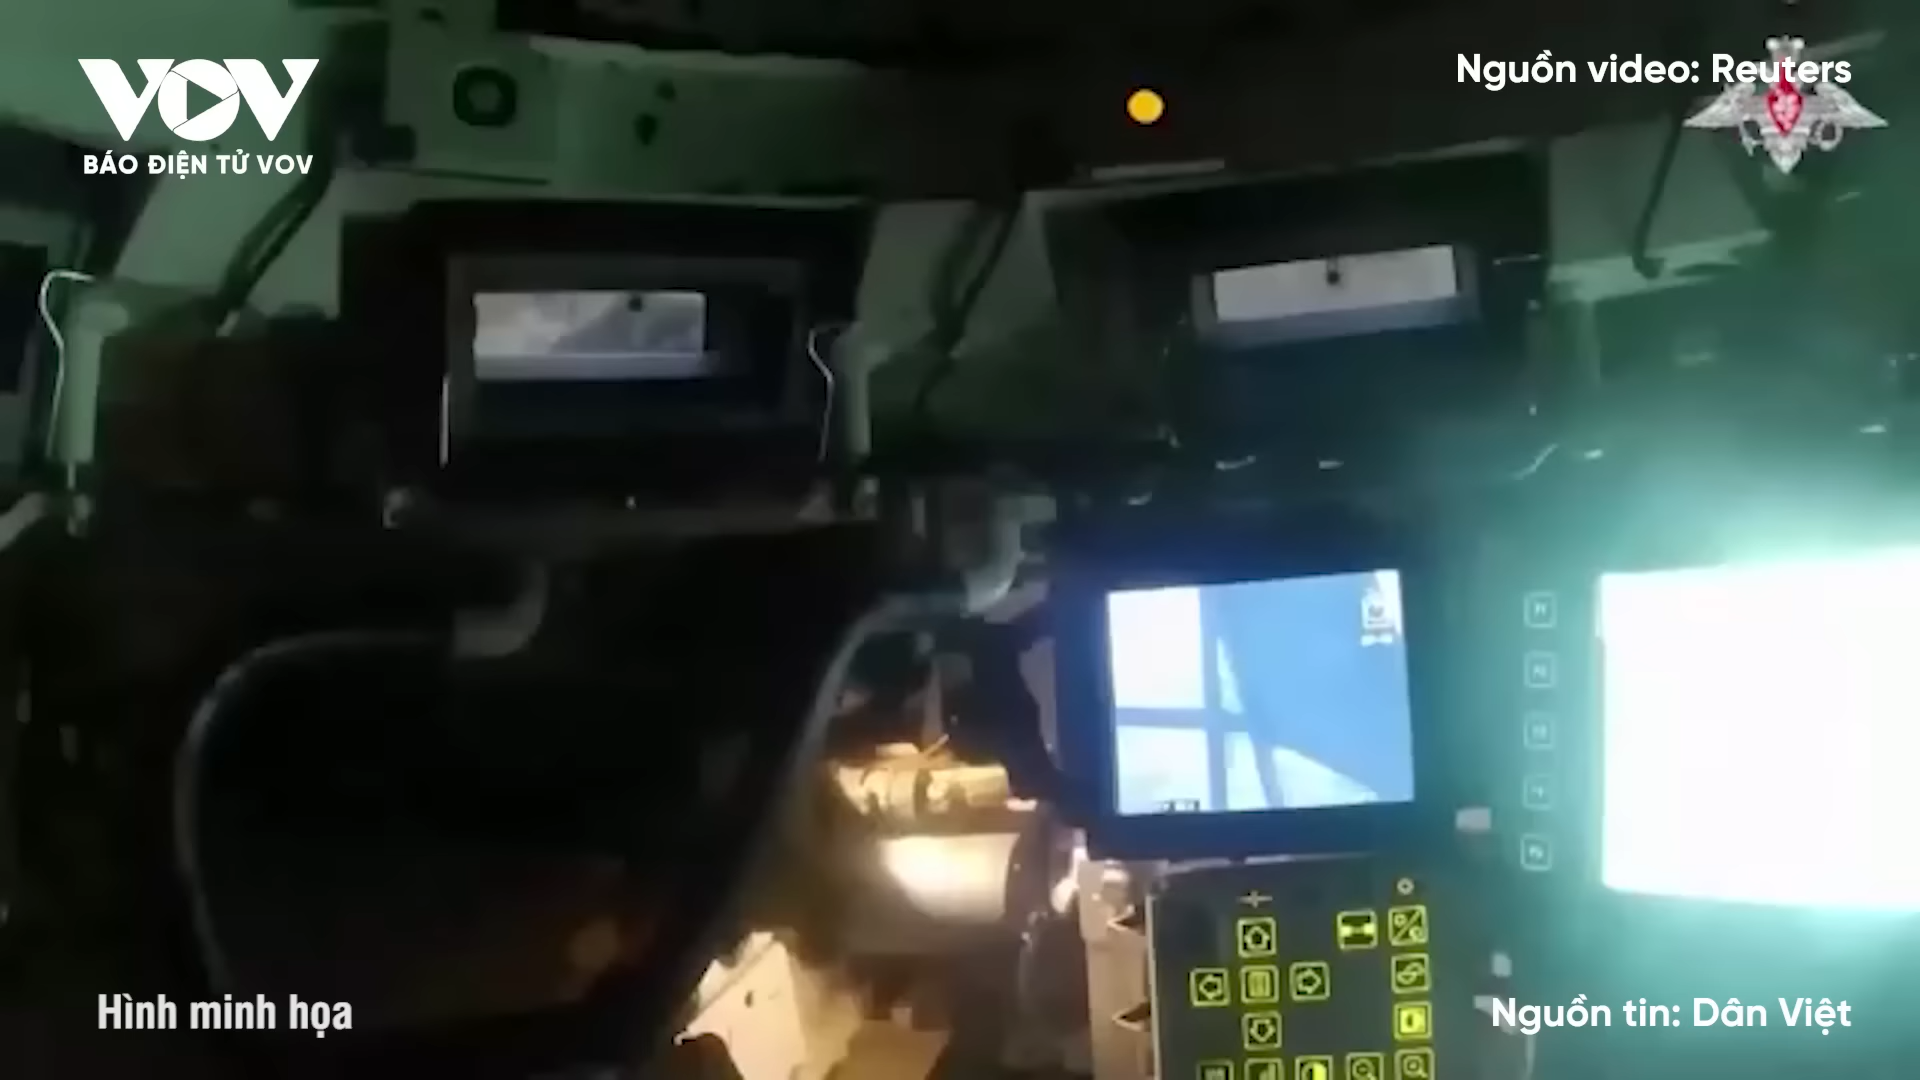 VOV
BÁO ĐIỆN TỬ VOV
Nguồn video: Reuters
Hình minh họa
Nguồn tin: Dân Việt